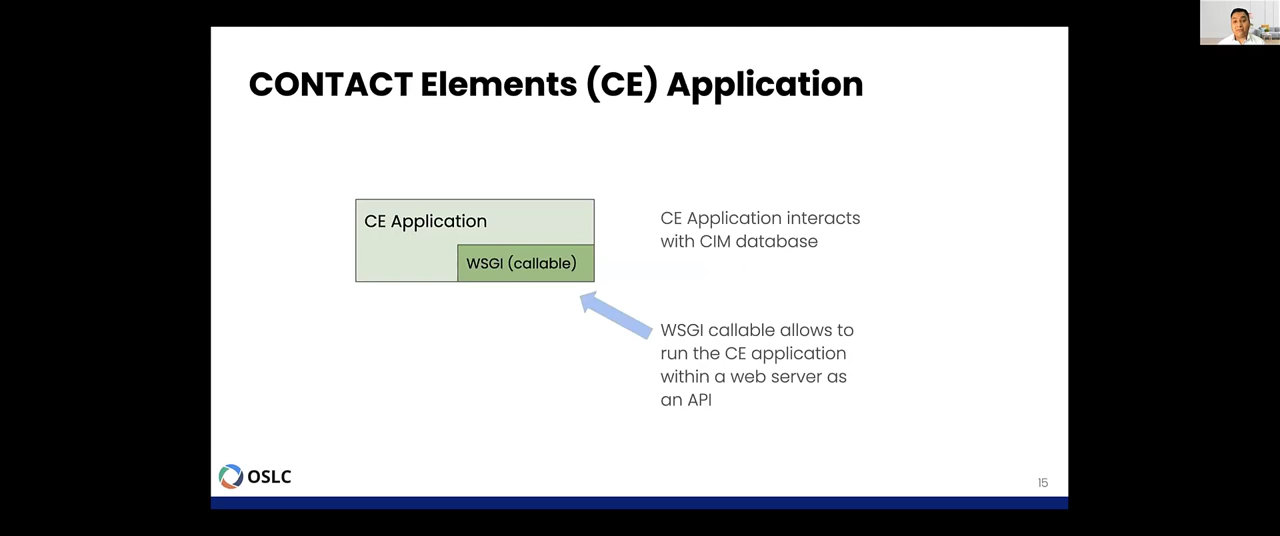 CONTACT Elements (CE) Application
CE Application
WSGI (callable)
CE Application interacts
with CIM database
WSGI callable allows to
run the CE application
within a web server as
an API
OSLC
15